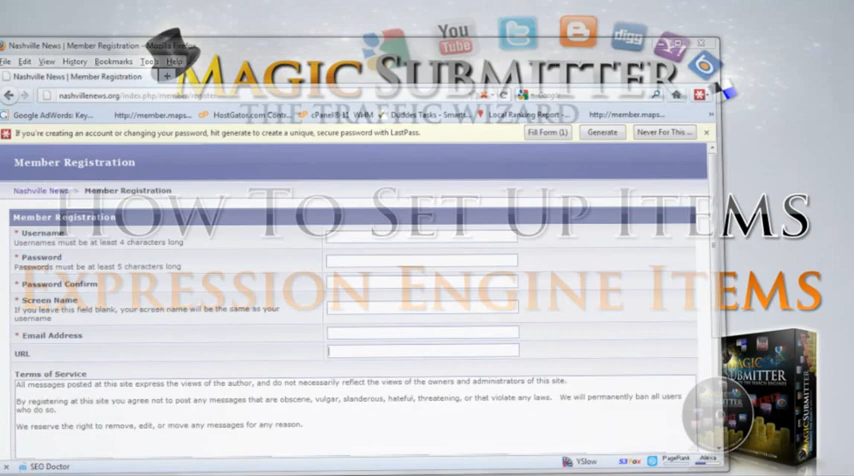 You
Tube
digg
Nashville News | Member Registration - Mozilla Firefox
File Edit View History Bookmarks Tools Help
MAGIC SUBMITTER
Nashville News | Member Registration
nashvillenews.org/index.php/member/register
THE TRAFFIC WIZARD
Google AdWords: Key... http://member.maps... HostGator.com Contr... cPanel® 11 WHM Duddes Tasks - Smarts... Local Ranking Report -... http://member.maps...
If you're creating an account or changing your password, hit generate to create a unique, secure password with LastPass. Fill Form (1) Generate Never For This ...
Member Registration
Nashville News > Member Registration
HOW TO SET UP ITEMS
Member Registration
* Username
Usernames must be at least 4 characters long
* Password
Passwords must be at least 5 characters long
EXPRESSION ENGINE ITEMS
* Password Confirm
* Screen Name
If you leave this field blank, your screen name will be the same as your
username
* Email Address
URL
Terms of Service
All messages posted at this site express the views of the author, and do not necessarily reflect the views of the owners and administrators of this site.
By registering at this site you agree not to post any messages that are obscene, vulgar, slanderous, hateful, threatening, or that violate any laws. We will permanently ban all users
who do so.
We reserve the right to remove, edit, or move any messages for any reason.
MAGIC
SUBMITTER
SEO Doctor YSlow PageRank Alexa